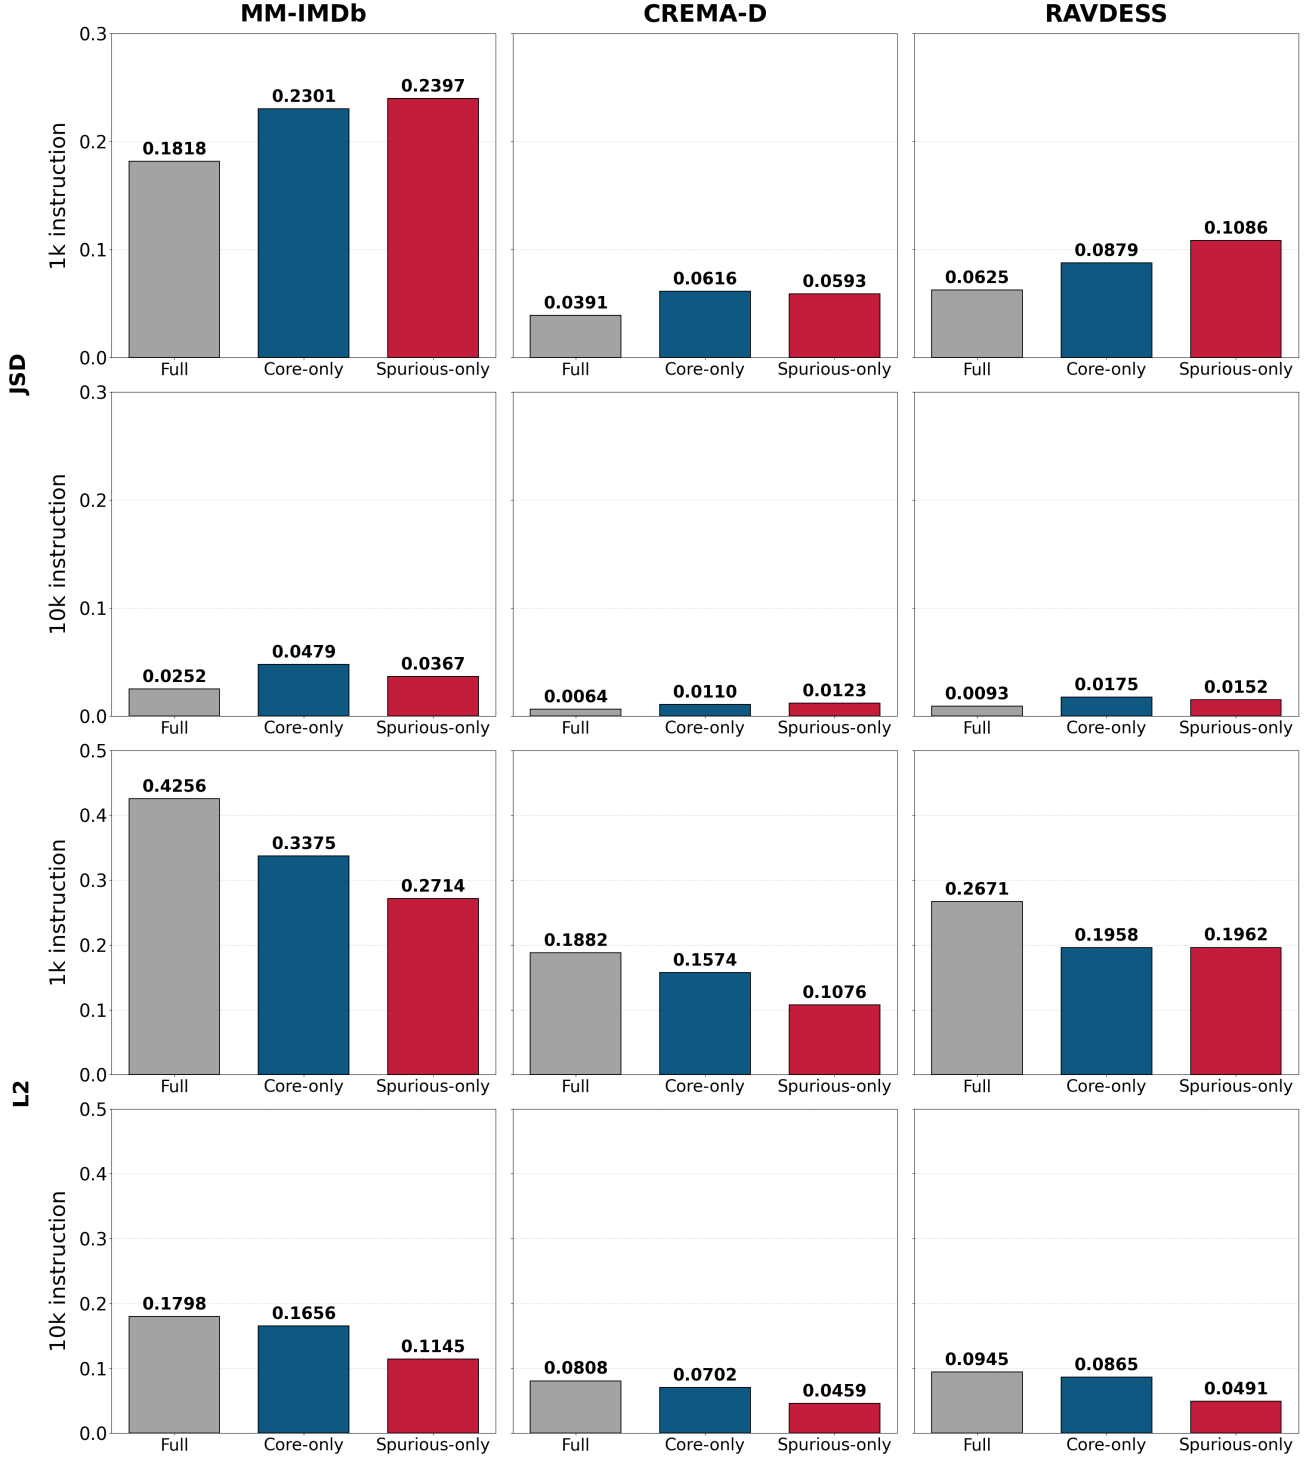 MM-IMDb CREMA-D RAVDESS
JSD
1k instruction
0.3
0.2
0.1
0.0
0.1818 0.2301 0.2397
Full Core-only Spurious-only
0.0391 0.0616 0.0593
Full Core-only Spurious-only
0.0625 0.0879 0.1086
Full Core-only Spurious-only
10k instruction
0.3
0.2
0.1
0.0
0.0252 0.0479 0.0367
Full Core-only Spurious-only
0.0064 0.0110 0.0123
Full Core-only Spurious-only
0.0093 0.0175 0.0152
Full Core-only Spurious-only
L2
1k instruction
0.5
0.4
0.3
0.2
0.1
0.0
0.4256 0.3375 0.2714
Full Core-only Spurious-only
0.1882 0.1574 0.1076
Full Core-only Spurious-only
0.2671 0.1958 0.1962
Full Core-only Spurious-only
10k instruction
0.5
0.4
0.3
0.2
0.1
0.0
0.1798 0.1656 0.1145
Full Core-only Spurious-only
0.0808 0.0702 0.0459
Full Core-only Spurious-only
0.0945 0.0865 0.0491
Full Core-only Spurious-only